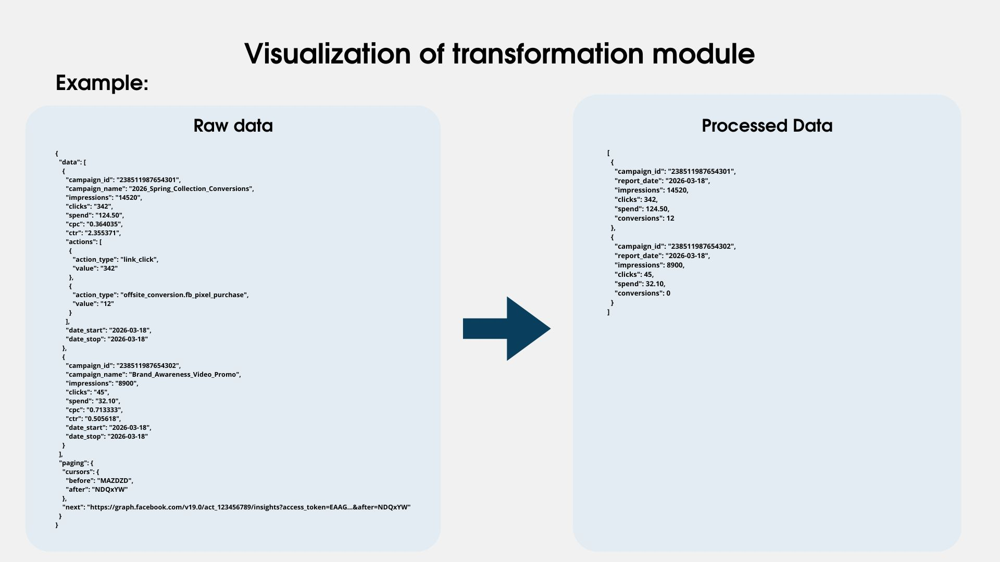 Visualization of transformation module
Example:
Raw data
{
"data": [
{
"campaign_id": "238511987654301",
"campaign_name": "2026_Spring_Collection_Conversions",
"impressions": "14520",
"clicks": "342",
"spend": "124.50",
"cpc": "0.364035",
"ctr": "2.355371",
"actions": [
{
"action_type": "link_click",
"value": "342"
},
{
"action_type": "offsite_conversion.fb_pixel_purchase",
"value": "12"
}
],
"date_start": "2026-03-18",
"date_stop": "2026-03-18"
},
{
"campaign_id": "238511987654302",
"campaign_name": "Brand_Awareness_Video_Promo",
"impressions": "8900",
"clicks": "45",
"spend": "32.10",
"cpc": "0.713333",
"ctr": "0.505618",
"date_start": "2026-03-18",
"date_stop": "2026-03-18"
}
],
"paging": {
"cursors": {
"before": "MAZDZD",
"after": "NDQxYW"
},
"next": "https://graph.facebook.com/v19.0/act_123456789/insights?access_token=EAAG...&after=NDQxYW"
}
}
Processed Data
[
{
"campaign_id": "238511987654301",
"report_date": "2026-03-18",
"impressions": 14520,
"clicks": 342,
"spend": 124.50,
"conversions": 12
},
{
"campaign_id": "238511987654302",
"report_date": "2026-03-18",
"impressions": 8900,
"clicks": 45,
"spend": 32.10,
"conversions": 0
}
]